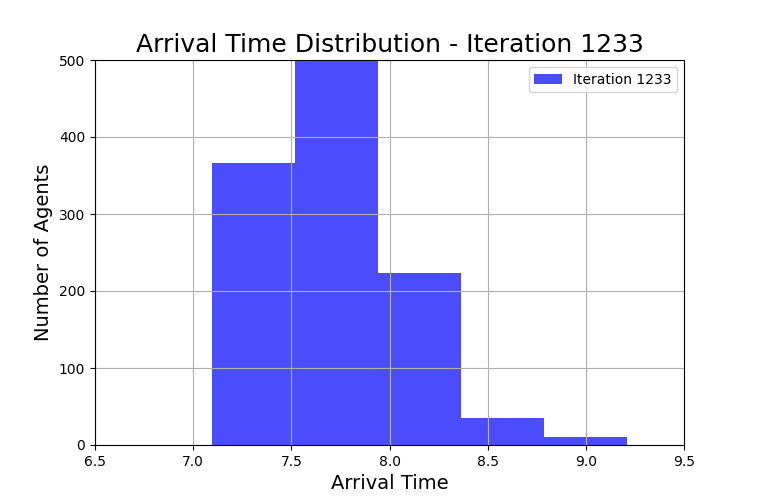 Arrival Time Distribution - Iteration 1233
Iteration 1233
500
400
300
200
100
0
Number of Agents
6.5 7.0 7.5 8.0 8.5 9.0 9.5
Arrival Time